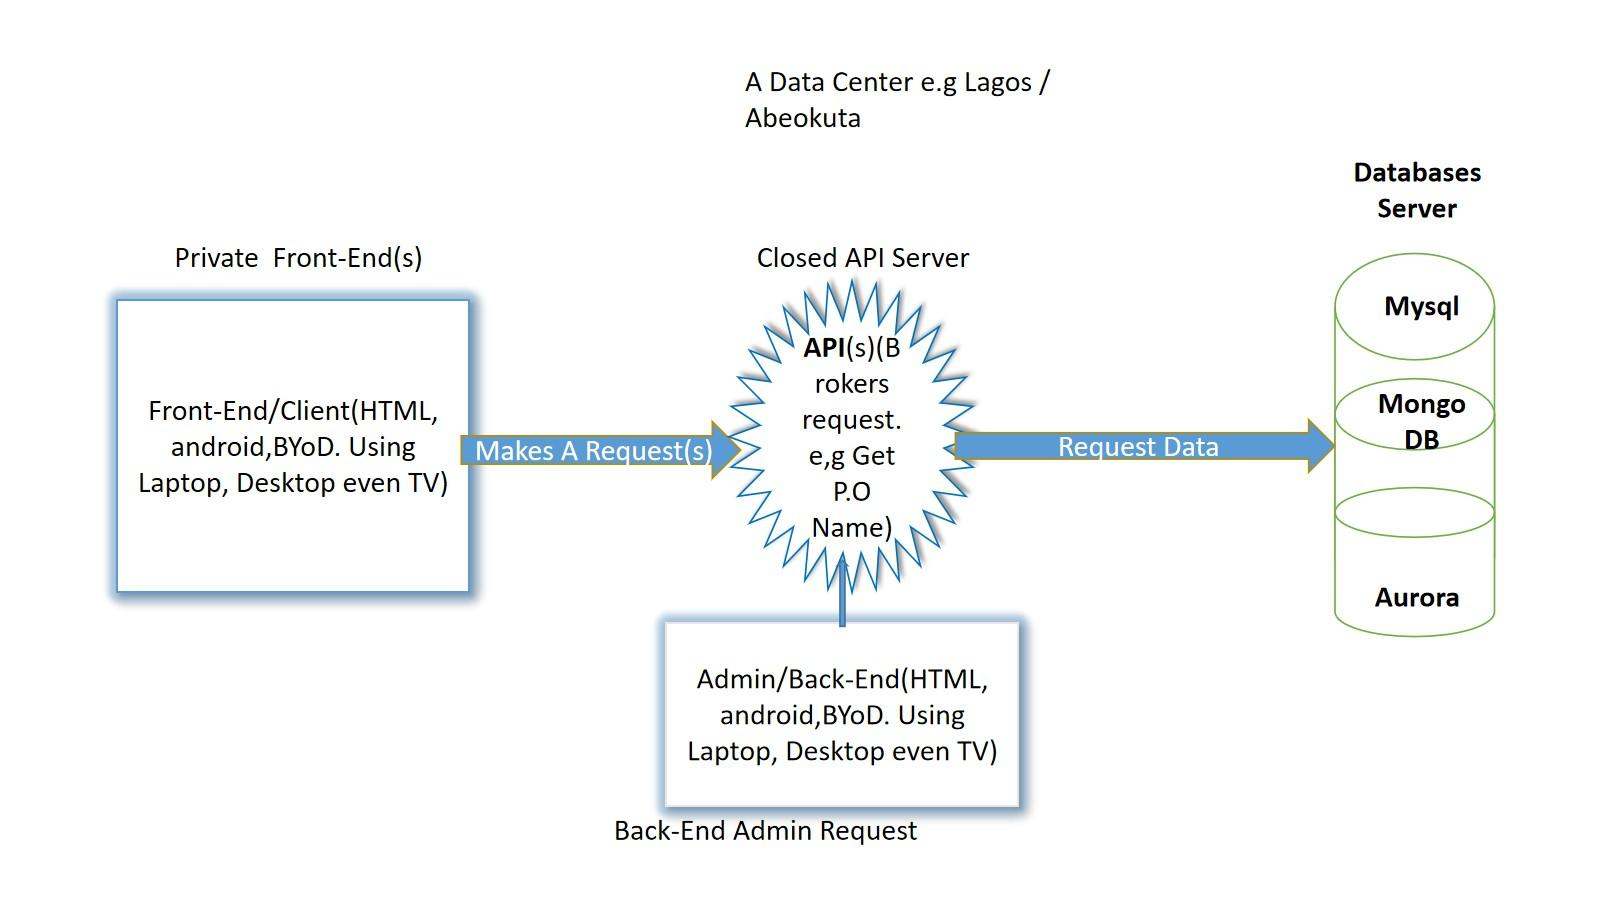 A Data Center e.g Lagos /
Abeokuta
Databases
Server
Private  Front-End(s)
Closed API Server
Mysql
API(s)(B
rokers
request.
e,g Get
P.O
Name)
Front-End/Client(HTML,
android,BYoD. Using
Laptop, Desktop even TV)
Makes A Request(s)
Request Data
Mongo
DB
Aurora
Admin/Back-End(HTML,
android,BYoD. Using
Laptop, Desktop even TV)
Back-End Admin Request